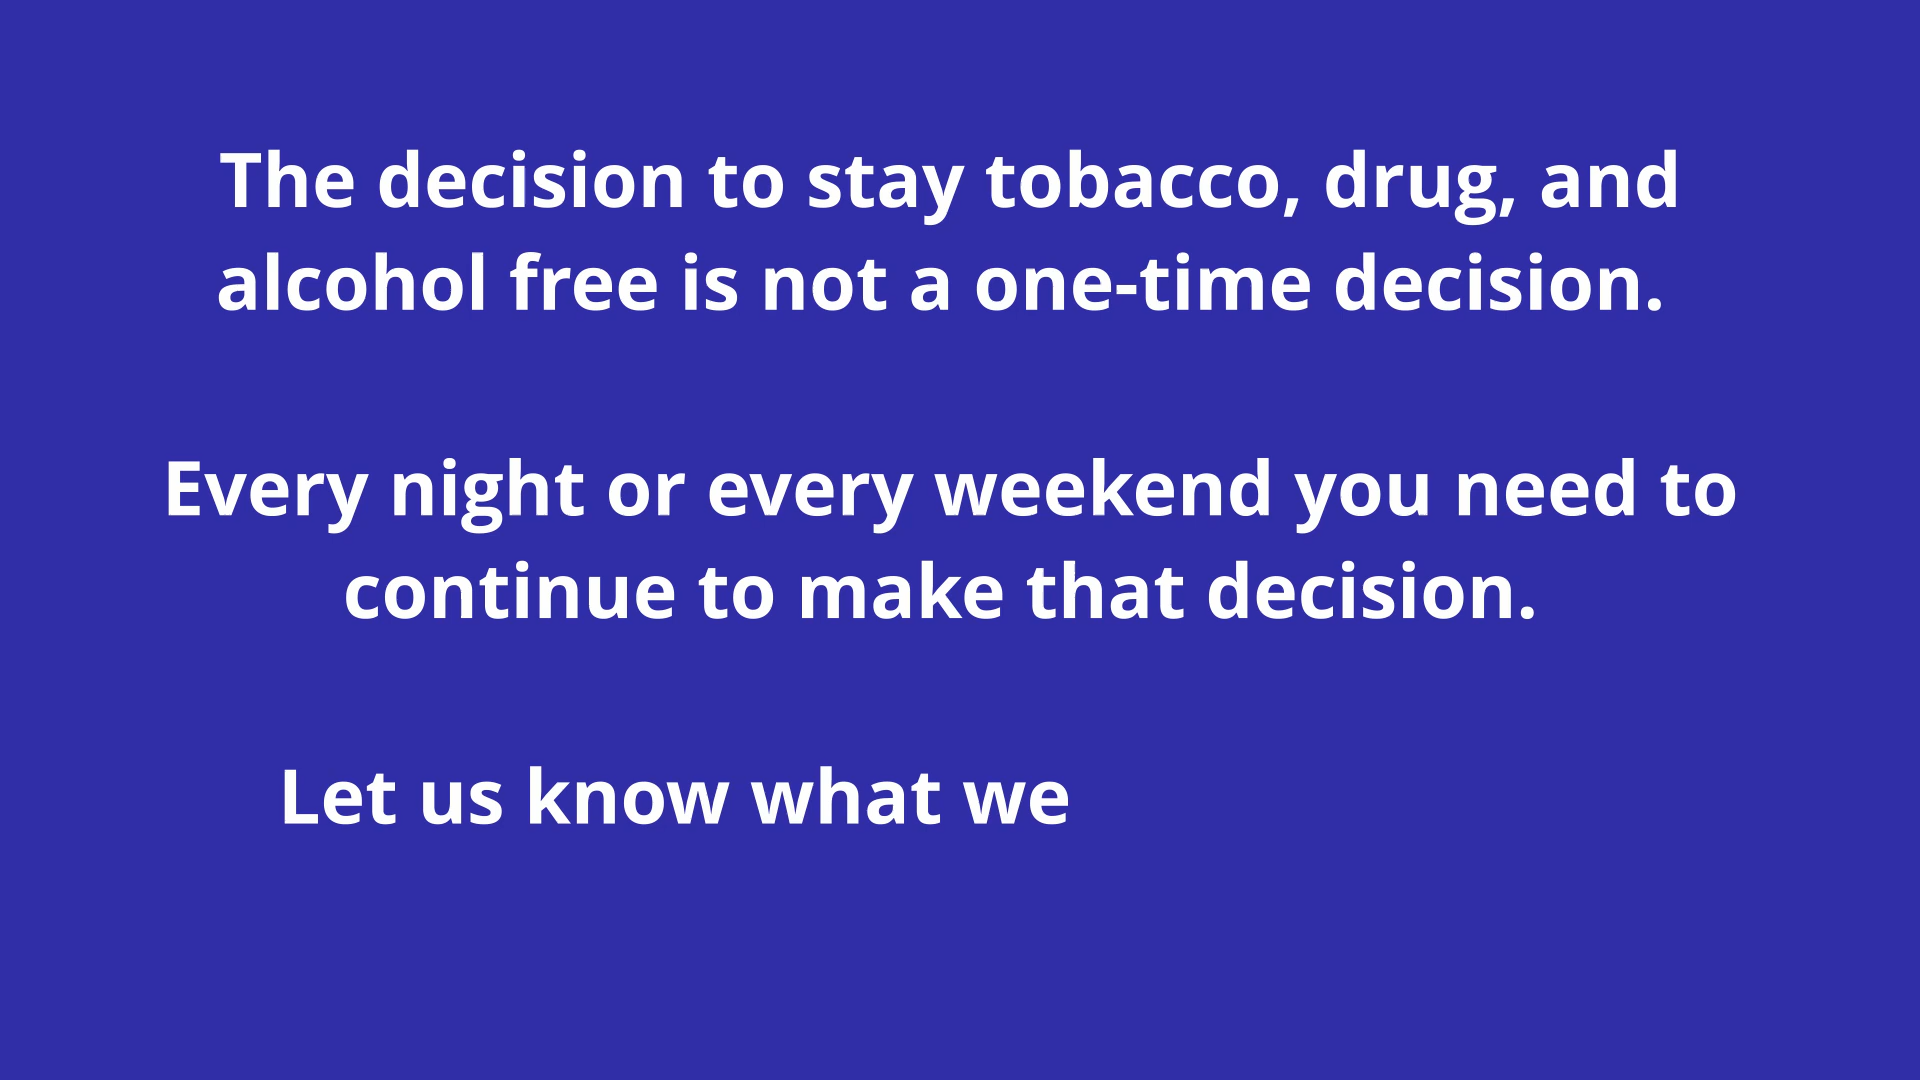 The decision to stay tobacco, drug, and
alcohol free is not a one-time decision.
Every night or every weekend you need to
continue to make that decision.
Let us know what we